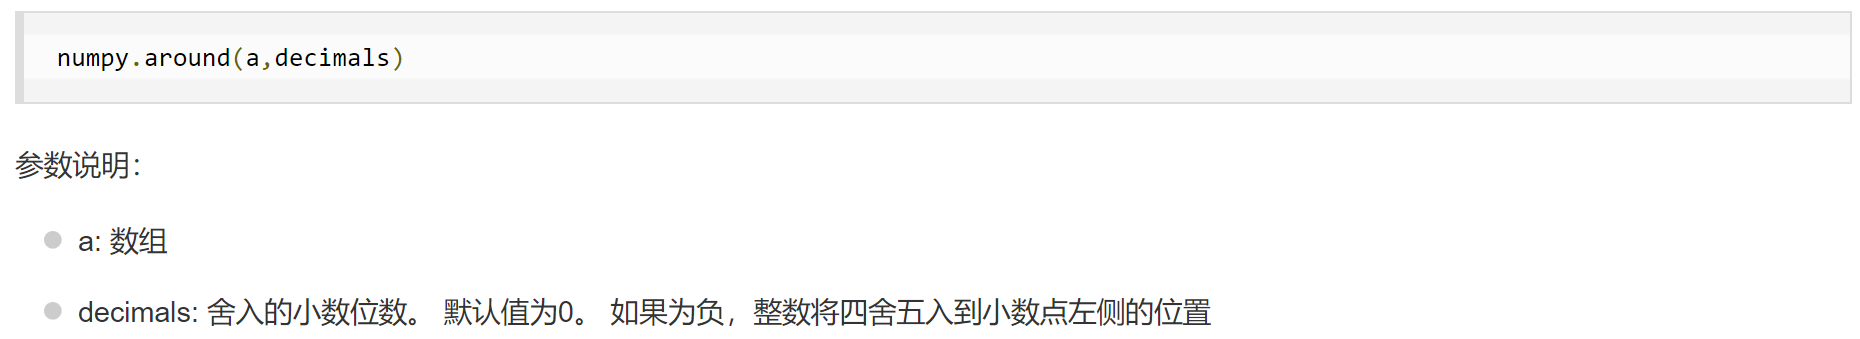 numpy.around(a,decimals)
参数说明：
a: 数组
decimals: 舍入的小数位数。 默认值为0。 如果为负，整数将四舍五入到小数点左侧的位置